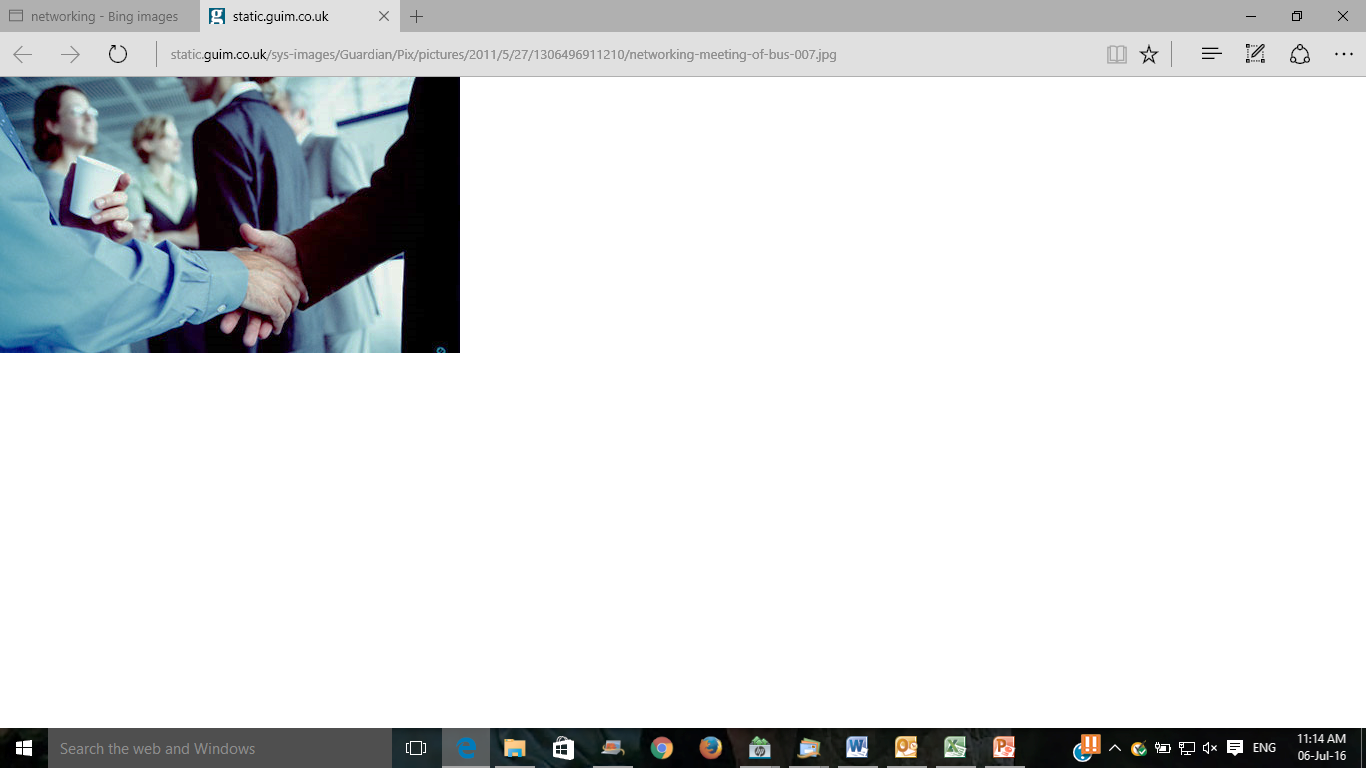 networking - Bing images
static.guim.co.uk
static.guim.co.uk/sys-images/Guardian/Pix/pictures/2011/5/27/1306496911210/networking-meeting-of-bus-007.jpg
Search the web and Windows
ENG
11:14 AM
06-Jul-16